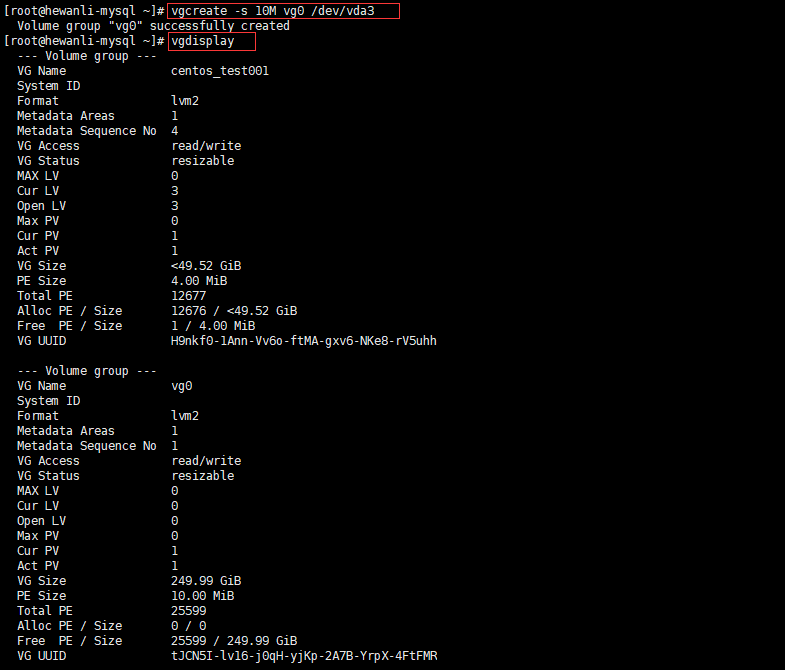 [root@hewanli-mysql ~]# vgcreate -s 10M vg0 /dev/vda3
  Volume group "vg0" successfully created
[root@hewanli-mysql ~]# vgdisplay
  --- Volume group ---
  VG Name               centos_test001
  System ID
  Format                lvm2
  Metadata Areas        1
  Metadata Sequence No  4
  VG Access             read/write
  VG Status             resizable
  MAX LV                0
  Cur LV                3
  Open LV               3
  Max PV                0
  Cur PV                1
  Act PV                1
  VG Size               <49.52 GiB
  PE Size               4.00 MiB
  Total PE              12677
  Alloc PE / Size       12676 / <49.52 GiB
  Free  PE / Size       1 / 4.00 MiB
  VG UUID               H9nkf0-1Ann-Vv6o-ftMA-gxv6-NKe8-rV5uhh

  --- Volume group ---
  VG Name               vg0
  System ID
  Format                lvm2
  Metadata Areas        1
  Metadata Sequence No  1
  VG Access             read/write
  VG Status             resizable
  MAX LV                0
  Cur LV                0
  Open LV               0
  Max PV                0
  Cur PV                1
  Act PV                1
  VG Size               249.99 GiB
  PE Size               10.00 MiB
  Total PE              25599
  Alloc PE / Size       0 / 0
  Free  PE / Size       25599 / 249.99 GiB
  VG UUID               tJCN5I-lv16-j0qH-yjKp-2A7B-YrpX-4FtFMR